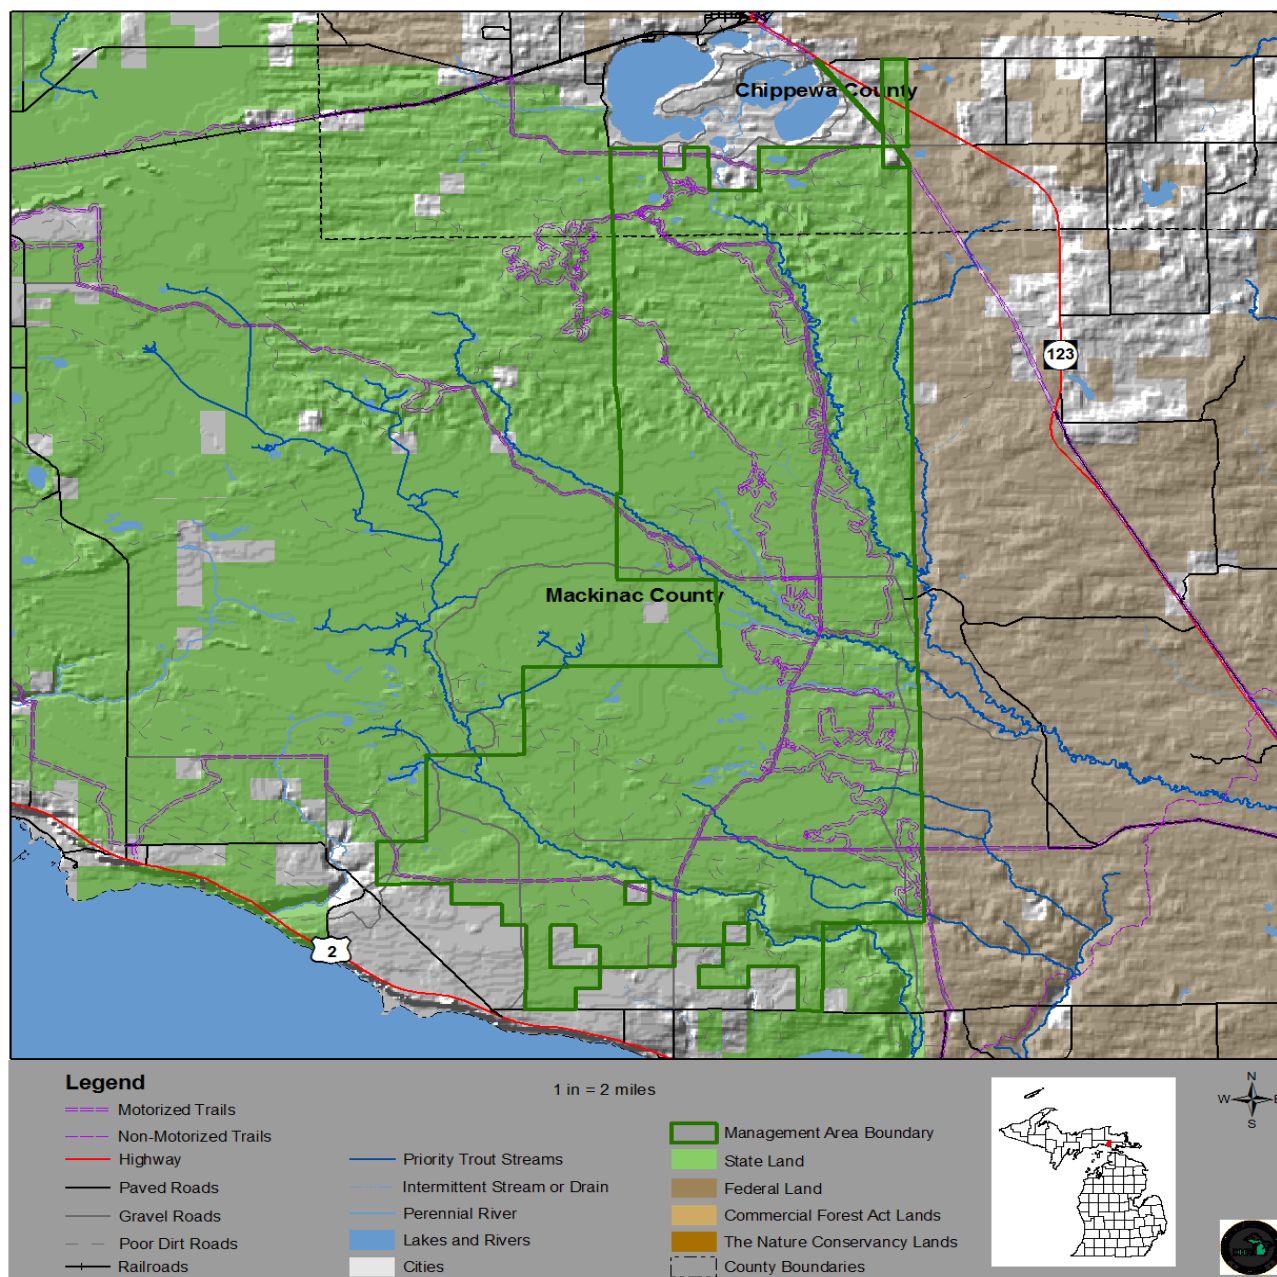 Chippewa County
123
Mackinac County
2
Legend
1 in = 2 miles
Motorized Trails
Non-Motorized Trails
Highway
Paved Roads
Gravel Roads
Poor Dirt Roads
Railroads
Priority Trout Streams
Intermittent Stream or Drain
Perennial River
Lakes and Rivers
Cities
Management Area Boundary
State Land
Federal Land
Commercial Forest Act Lands
The Nature Conservancy Lands
County Boundaries
N
W E
S